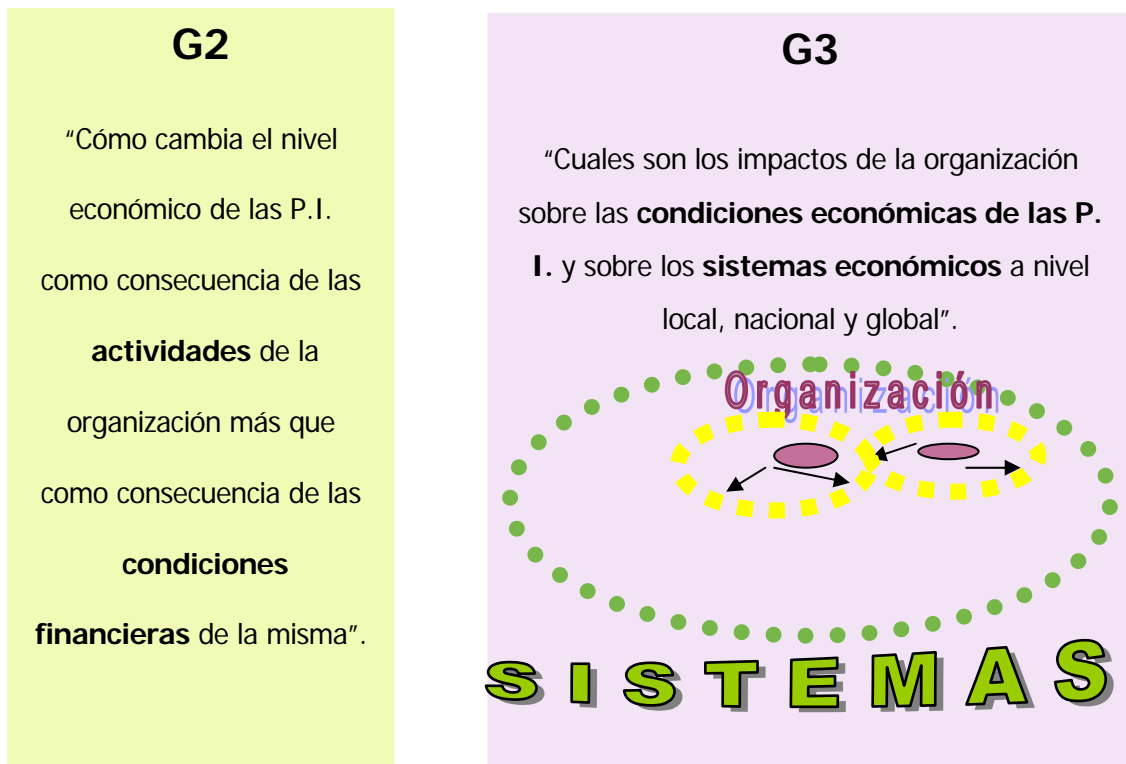 G2
“Cómo cambia el nivel
económico de las P.I.
como consecuencia de las
actividades de la
organización más que
como consecuencia de las
condiciones
financieras de la misma”.
G3
“Cuales son los impactos de la organización
sobre las condiciones económicas de las P.
I. y sobre los sistemas económicos a nivel
local, nacional y global”.
Organización
SISTEMAS